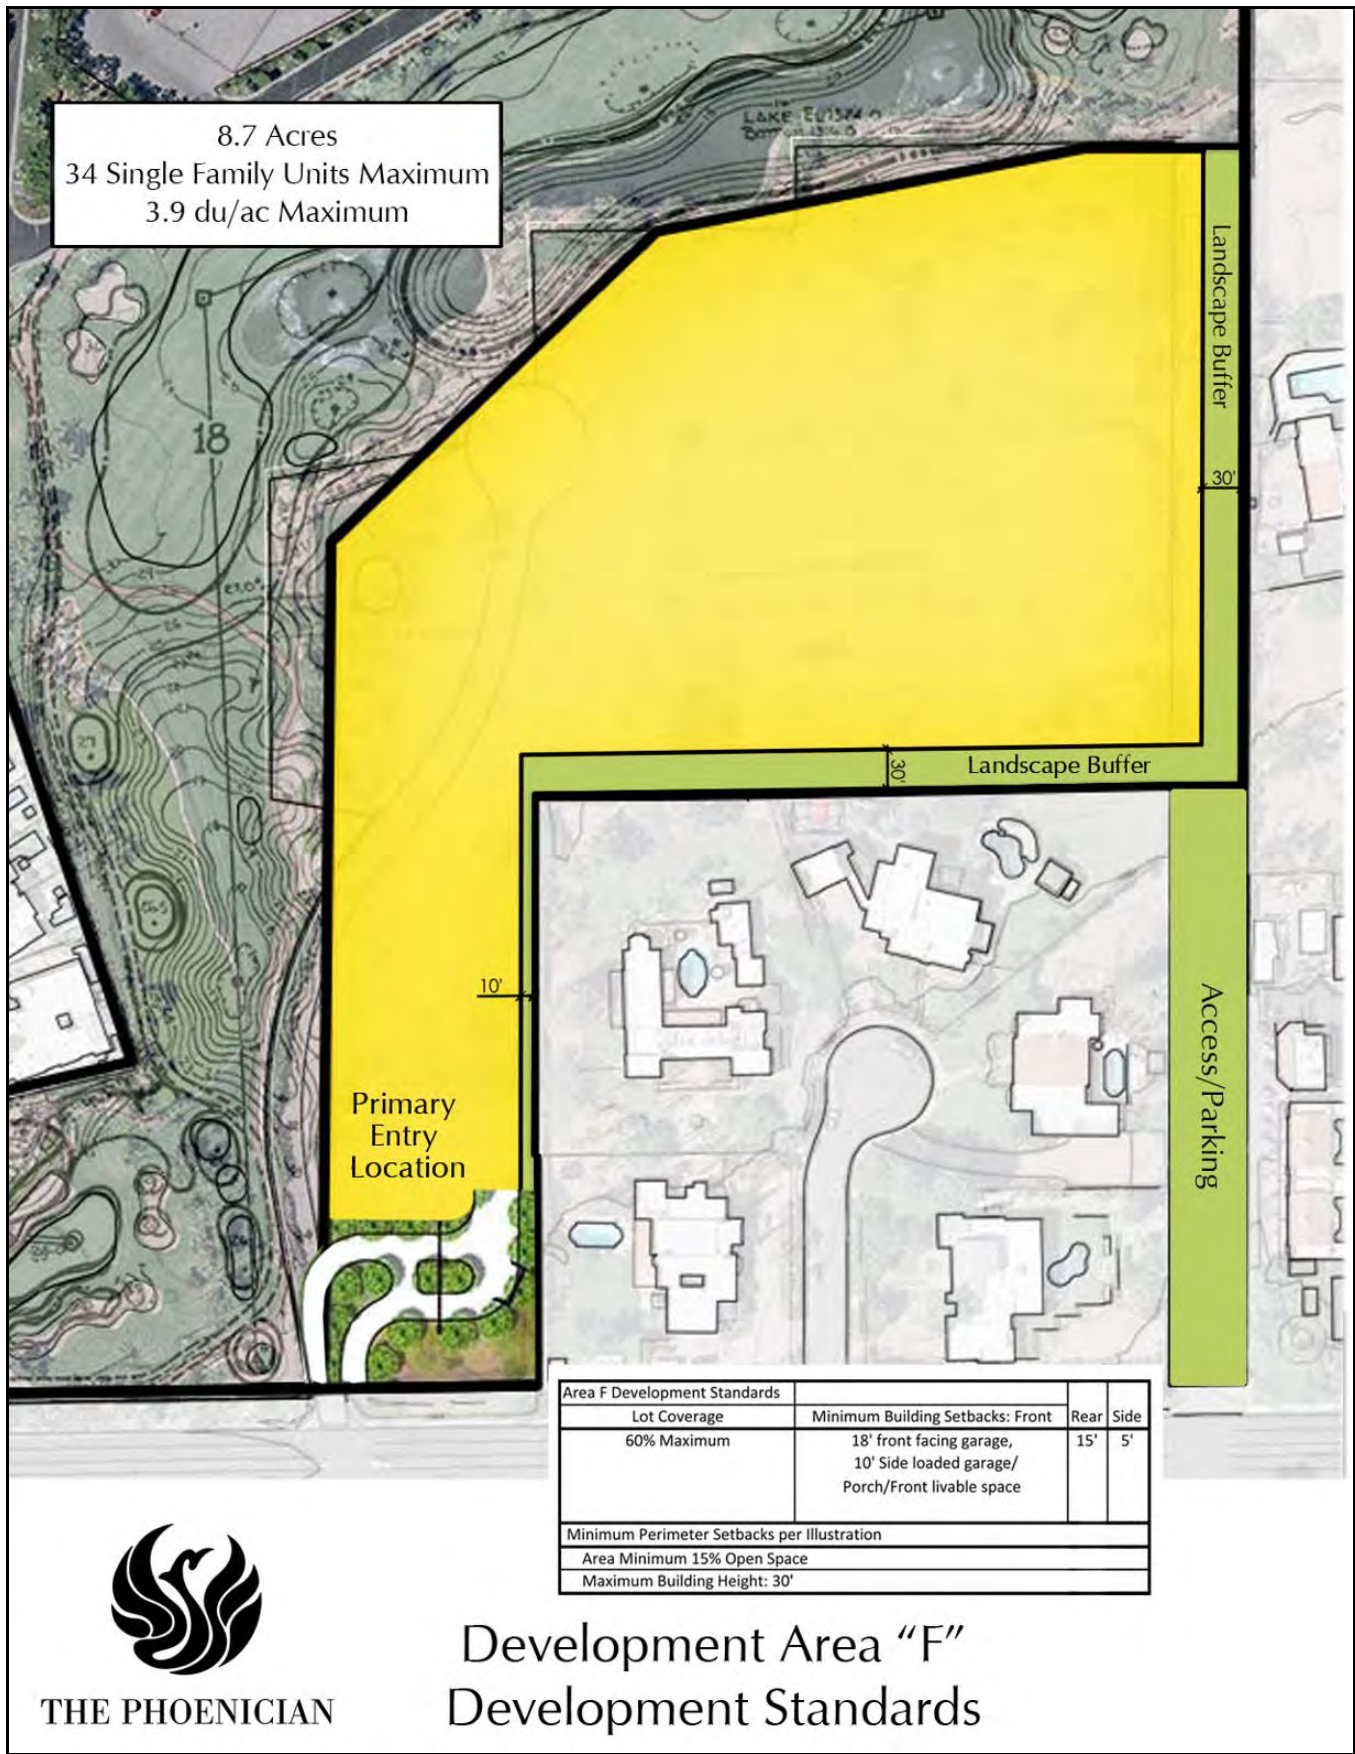 LAKE
8.7 Acres
34 Single Family Units Maximum
3.9 du/ac Maximum
Landscape Buffer
18
30'
27
30'
Landscape Buffer
10'
Access/Parking
Primary
Entry
Location
Area F Development Standards
Lot Coverage Minimum Building Setbacks: Front Rear Side
60% Maximum 18' front facing garage, 15' 5'
10' Side loaded garage/
Porch/Front livable space
Minimum Perimeter Setbacks per Illustration
Area Minimum 15% Open Space
Maximum Building Height: 30'
THE PHOENICIAN
Development Area “F”
Development Standards